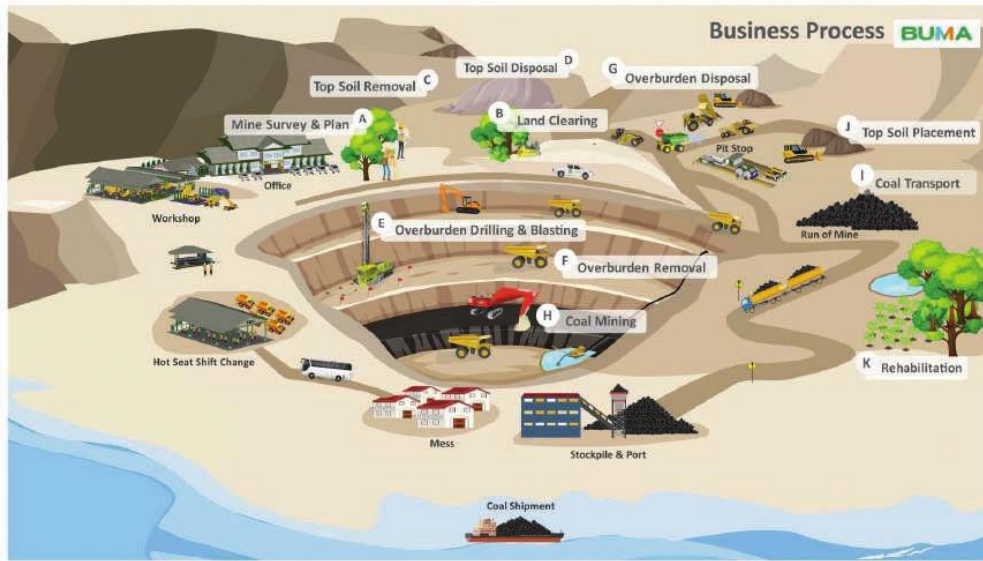 Business Process BUMA
Top Soil Disposal D
G Overburden Disposal
Top Soil Removal C
Mine Survey & Plan A
B Land Clearing
J Top Soil Placement
Pit Stop
Office
I Coal Transport
Workshop
E Overburden Drilling & Blasting
Run of Mine
F Overburden Removal
H Coal Mining
Hot Seat Shift Change
K Rehabilitation
Mess
Stockpile & Port
Coal Shipment